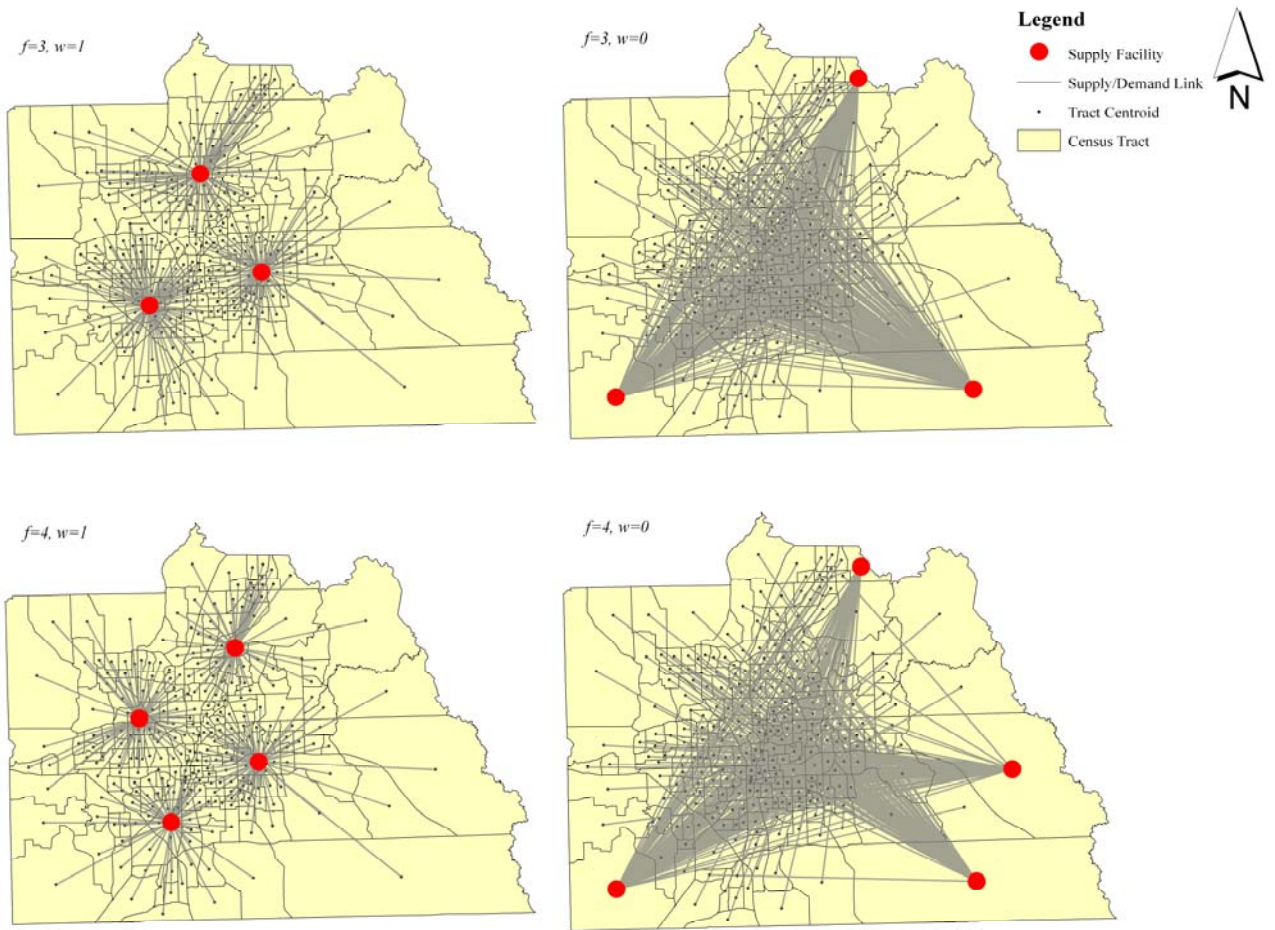 f=3, w=1
f=3, w=0
Legend
Supply Facility
Supply/Demand Link
Tract Centroid
Census Tract
N
f=4, w=1
f=4, w=0